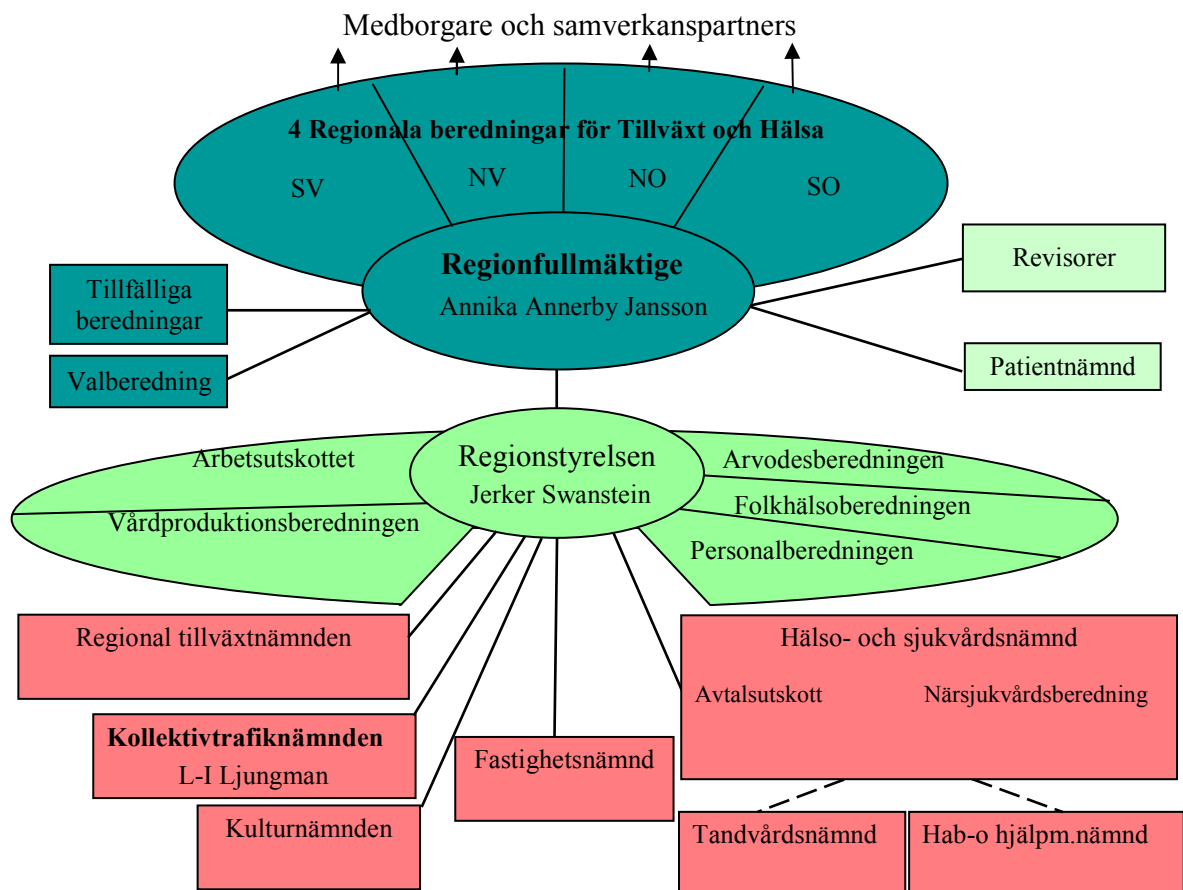 Medborgare och samverkanspartners
4 Regionala beredningar för Tillväxt och Hälsa
SV
NV
NO
SO
Regionfullmäktige
Annika Annerby Jansson
Tillfälliga
beredningar
Valberedning
Revisorer
Patientnämnd
Regionstyrelsen
Jerker Swanstein
Arbetsutskottet
Vårdproduktionsberedningen
Arvodesberedningen
Folkhälsoberedningen
Personalberedningen
Regional tillväxtnämnden
Kollektivtrafiknämnden
L-I Ljungman
Kulturnämnden
Fastighetsnämnd
Hälso- och sjukvårdsnämnd
Avtalsutskott
Närsjukvårdsberedning
Tandvårdsnämnd
Hab-o hjälpm.nämnd